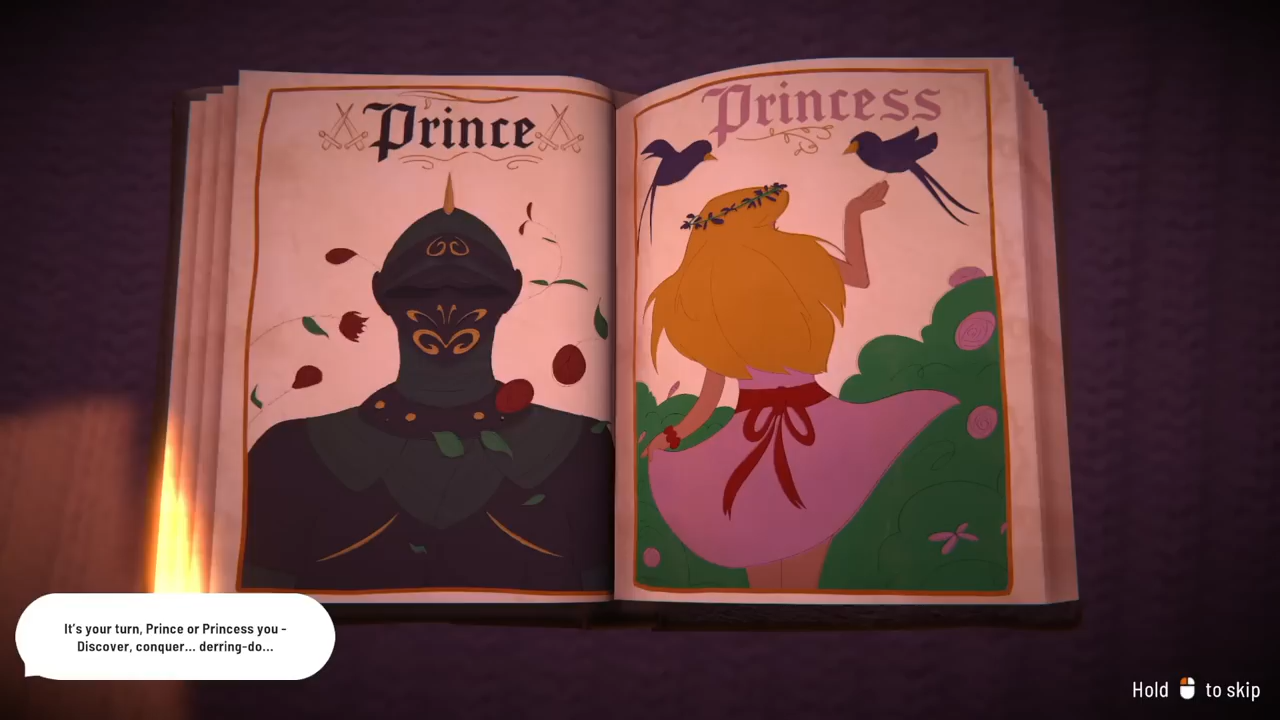 Prince
Princess
It's your turn, Prince or Princess you -
Discover, conquer... derring-do...
Hold to skip